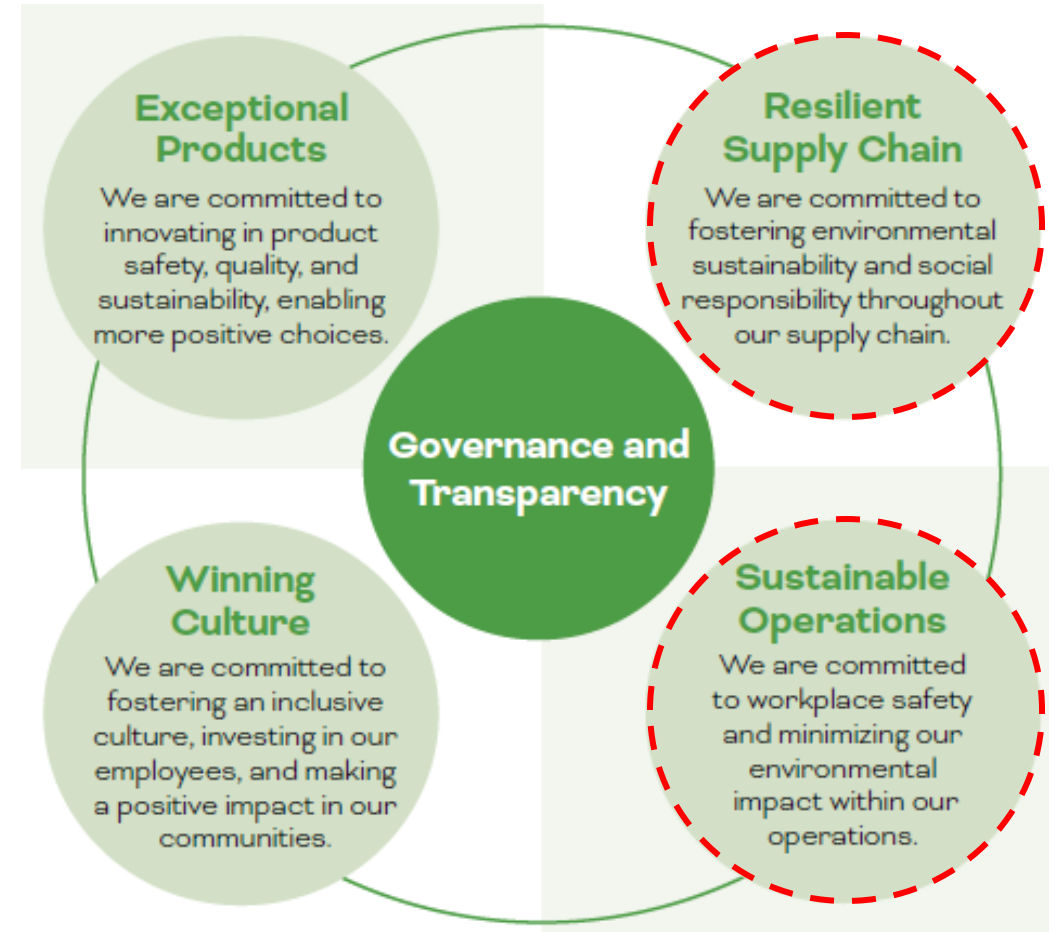 Exceptional
Products
We are committed to
innovating in product
safety, quality, and
sustainability, enabling
more positive choices.
Resilient
Supply Chain
We are committed to
fostering environmental
sustainability and social
responsibility throughout
our supply chain.
Governance and
Transparency
Winning
Culture
We are committed to
fostering an inclusive
culture, investing in our
employees, and making
a positive impact in our
communities.
Sustainable
Operations
We are committed
to workplace safety
and minimizing our
environmental
impact within our
operations.